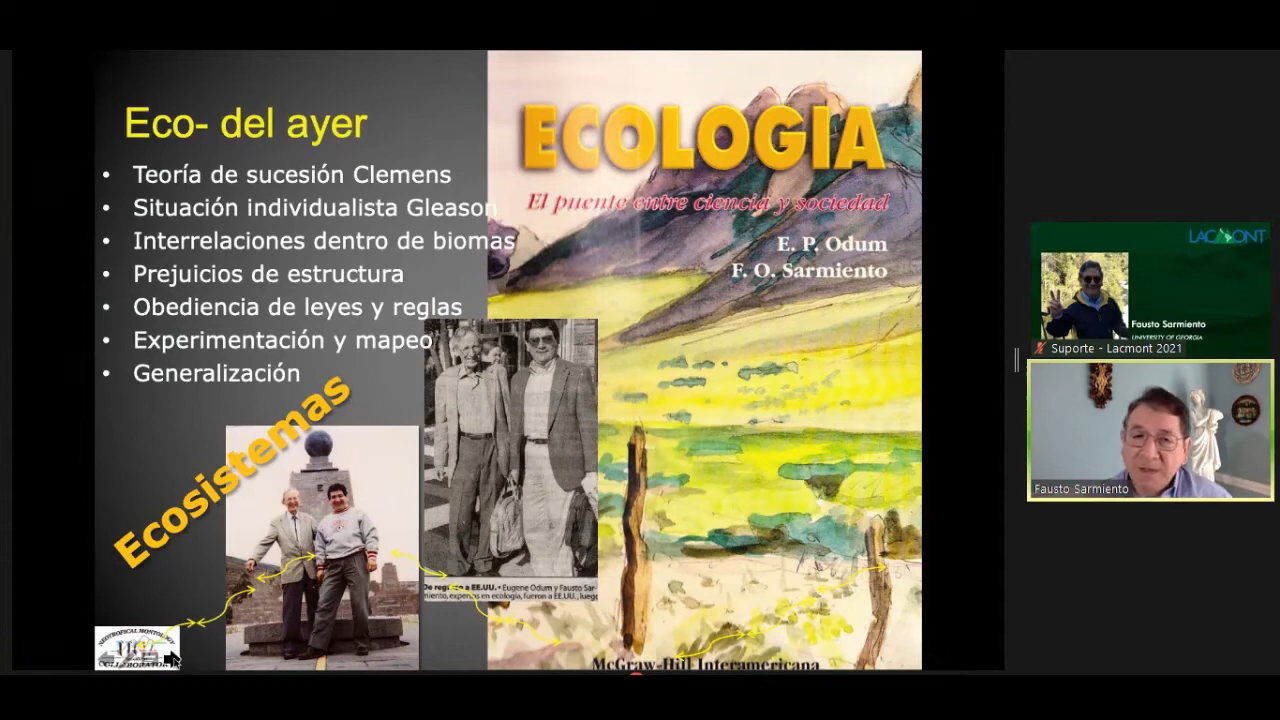 Eco- del ayer
• Teoría de sucesión Clemens
• Situación individualista Gleason
• Interrelaciones dentro de biomas
• Prejuicios de estructura
• Obediencia de leyes y reglas
• Experimentación y mapeo
• Generalización
Ecosistemas
ECOLOGIA
El puente entre ciencia y sociedad
E. P. Odum
F. O. Sarmiento
De regreso a EE.UU. • Eugene Odum y Fausto Sar-
miento, expertos en ecología, fueron a EE.UU., luego
McGraw-Hill Interamericana
NEOTROPICAL MONTOLOGY
COLLABORATORY
LACMONT
Fausto Sarmiento
UNIVERSITY OF GEORGIA
Suporte - Lacmont 2021
Fausto Sarmiento